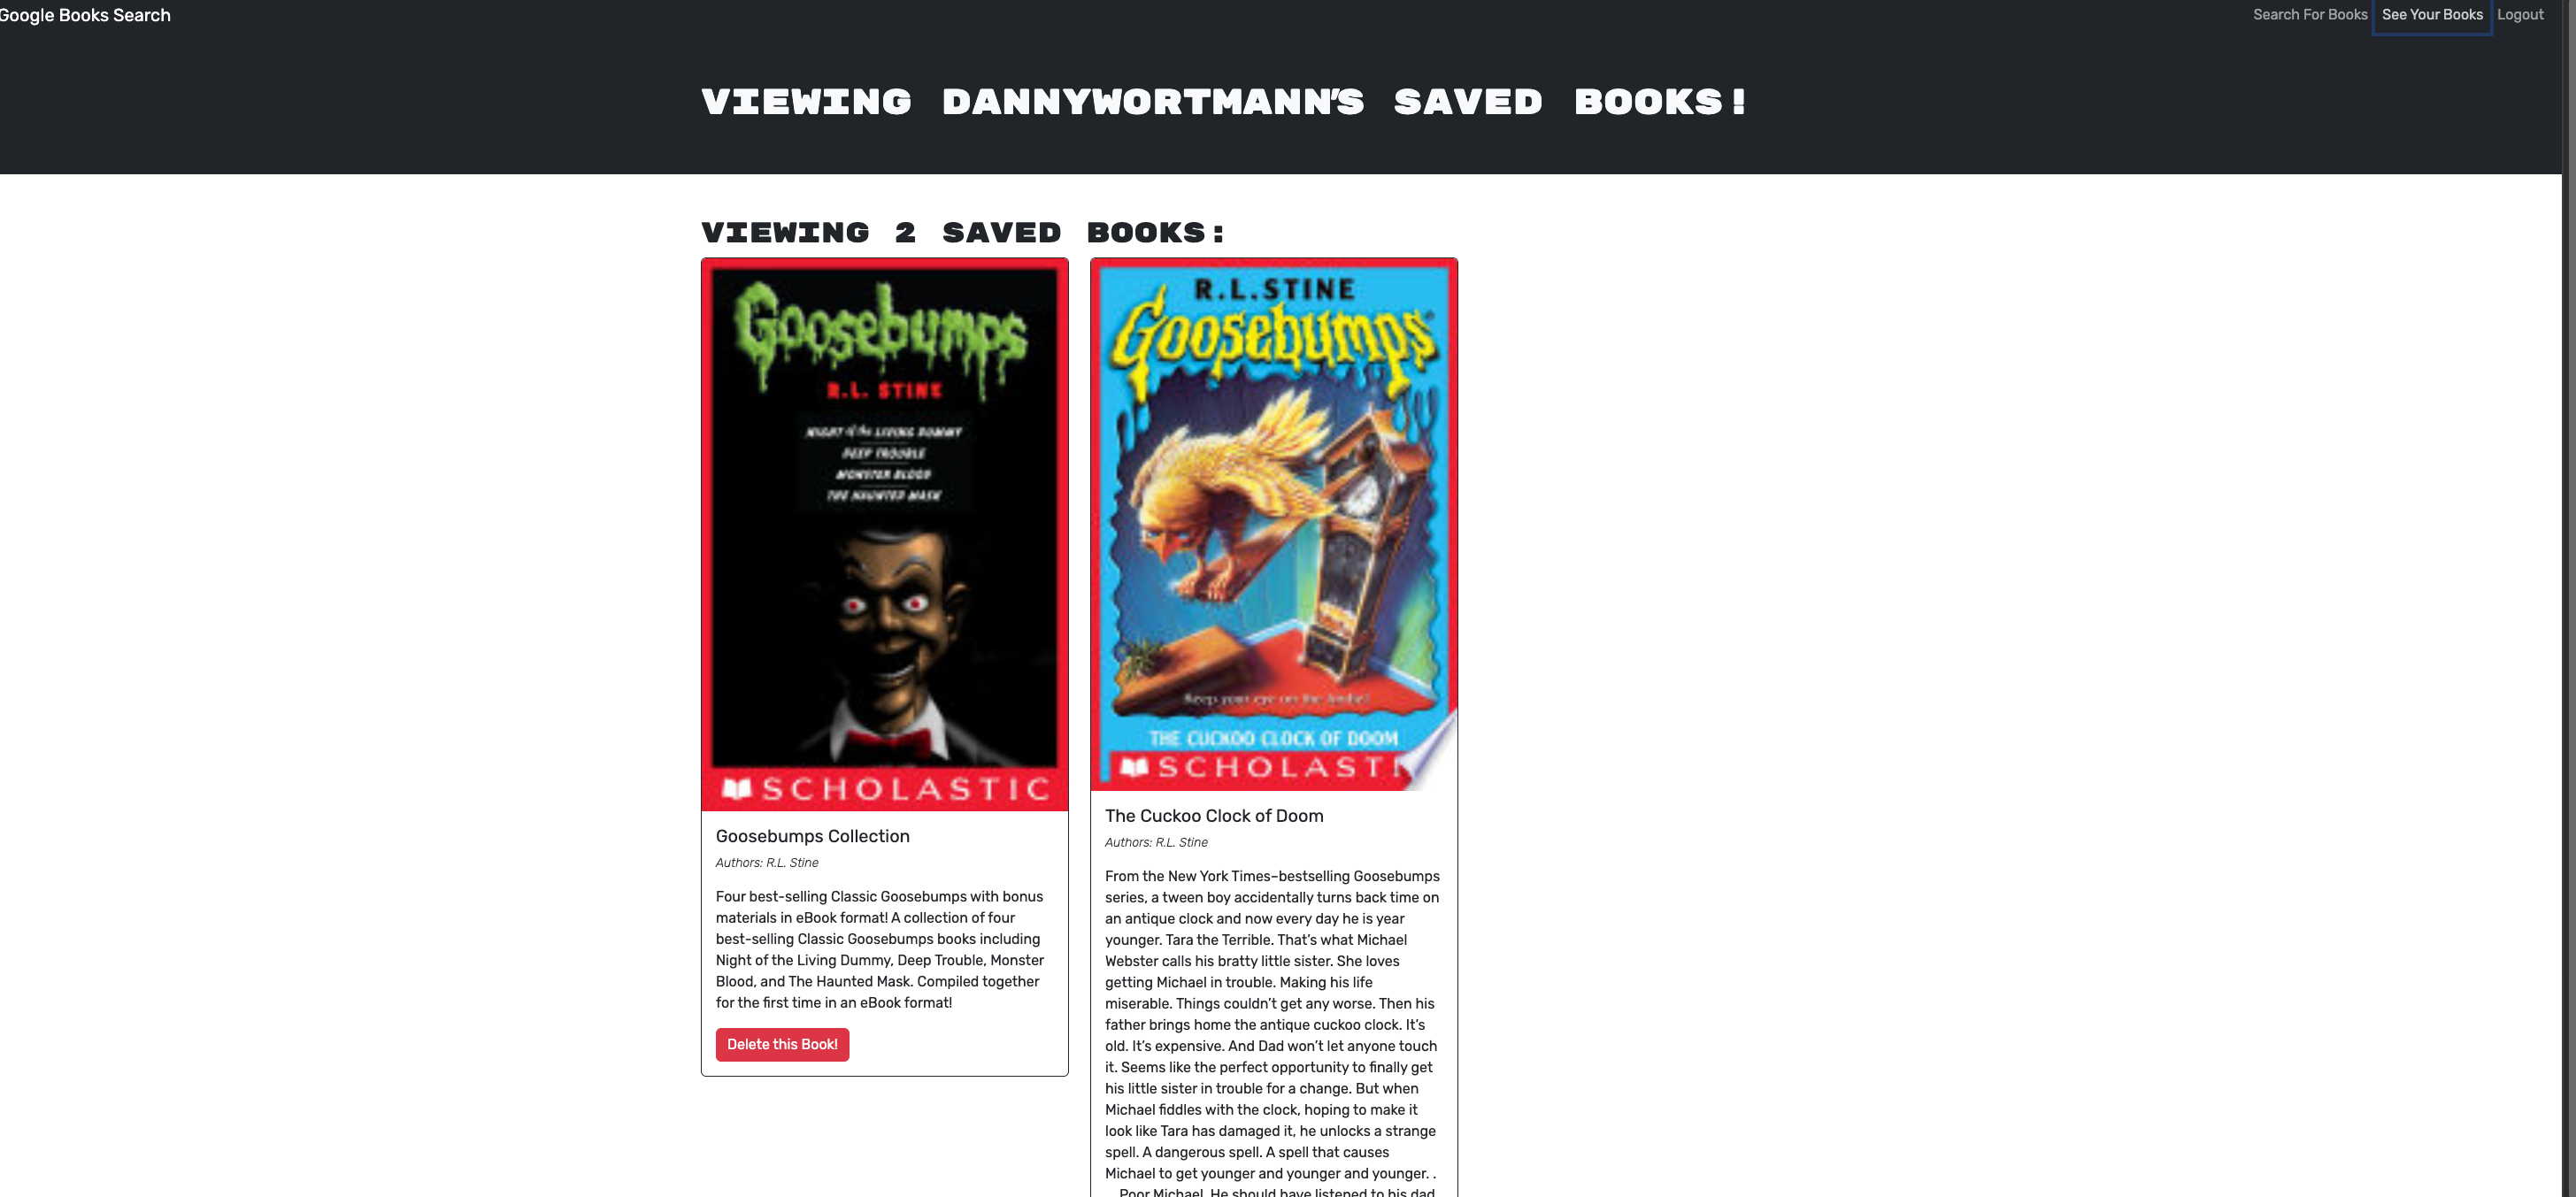 Google Books Search
Search For Books
See Your Books
Logout
VIEWING DANNYWORTMANN'S SAVED BOOKS!
VIEWING 2 SAVED BOOKS:
Goosebumps
R.L. STINE
NIGHT of the LIVING DUMMY
DEEP TROUBLE
MONSTER BLOOD
THE HAUNTED MASK
SCHOLASTIC
Goosebumps Collection
Authors: R.L. Stine
Four best-selling Classic Goosebumps with bonus
materials in eBook format! A collection of four
best-selling Classic Goosebumps books including
Night of the Living Dummy, Deep Trouble, Monster
Blood, and The Haunted Mask. Compiled together
for the first time in an eBook format!
Delete this Book!
R.L.STINE
Goosebumps
Keep your eye on the birdie!
THE CUCKOO CLOCK OF DOOM
SCHOLASTI
The Cuckoo Clock of Doom
Authors: R.L. Stine
From the New York Times–bestselling Goosebumps
series, a tween boy accidentally turns back time on
an antique clock and now every day he is year
younger. Tara the Terrible. That’s what Michael
Webster calls his bratty little sister. She loves
getting Michael in trouble. Making his life
miserable. Things couldn’t get any worse. Then his
father brings home the antique cuckoo clock. It’s
old. It’s expensive. And Dad won’t let anyone touch
it. Seems like the perfect opportunity to finally get
his little sister in trouble for a change. But when
Michael fiddles with the clock, hoping to make it
look like Tara has damaged it, he unlocks a strange
spell. A dangerous spell. A spell that causes
Michael to get younger and younger and younger. .
. . Poor Michael. He should have listened to his dad.